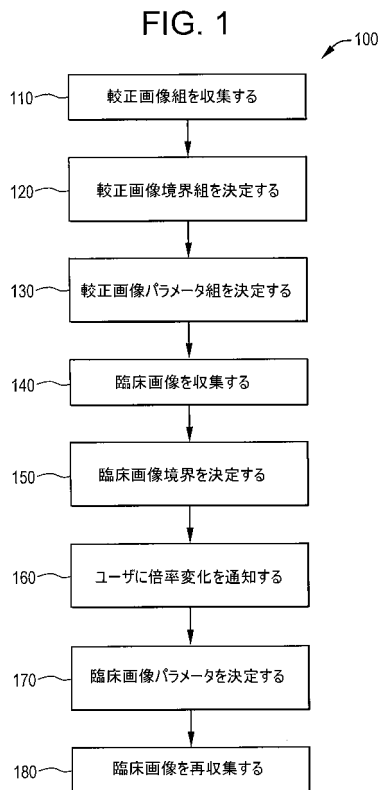 FIG. 1
100
110
較正画像組を収集する
120
較正画像境界組を決定する
130
較正画像パラメータ組を決定する
140
臨床画像を収集する
150
臨床画像境界を決定する
160
ユーザに倍率変化を通知する
170
臨床画像パラメータを決定する
180
臨床画像を再収集する